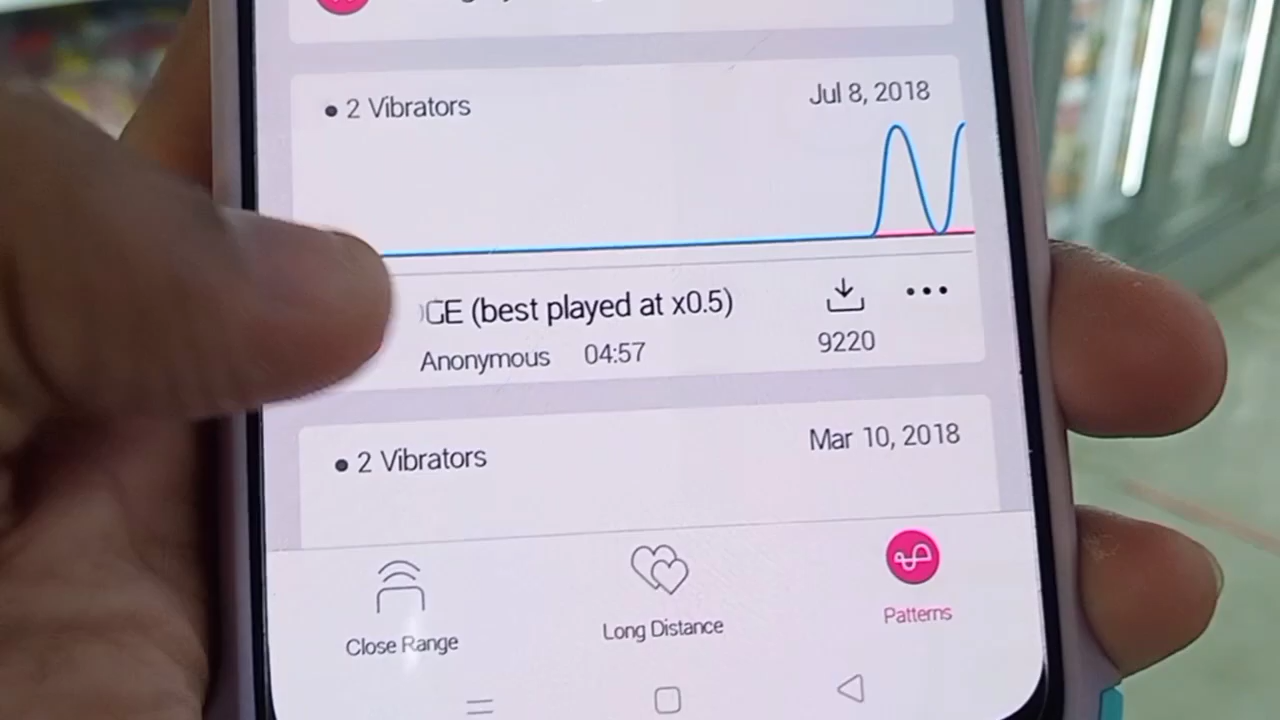 2 Vibrators
Jul 8, 2018
(best played at x0.5)
Anonymous 04:57
9220
2 Vibrators
Mar 10, 2018
Close Range
Long Distance
Patterns